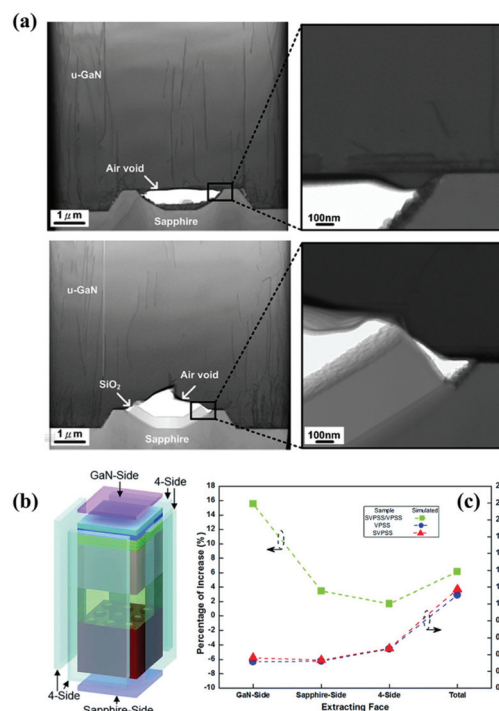 (a)
u-GaN
Air void
Sapphire
1 μm
100nm
u-GaN
SiO₂
Air void
Sapphire
1 μm
100nm
(b)
GaN-Side
4-Side
4-Side
Sapphire-Side
(c)
Percentage of Increase (%)
18
16
14
12
10
8
6
4
2
0
-2
-4
-6
-8
-10
Sample Simulated
SVPSS/VPSS
VPSS
SVPSS
GaN-Side Sapphire-Side 4-Side Total
Extracting Face